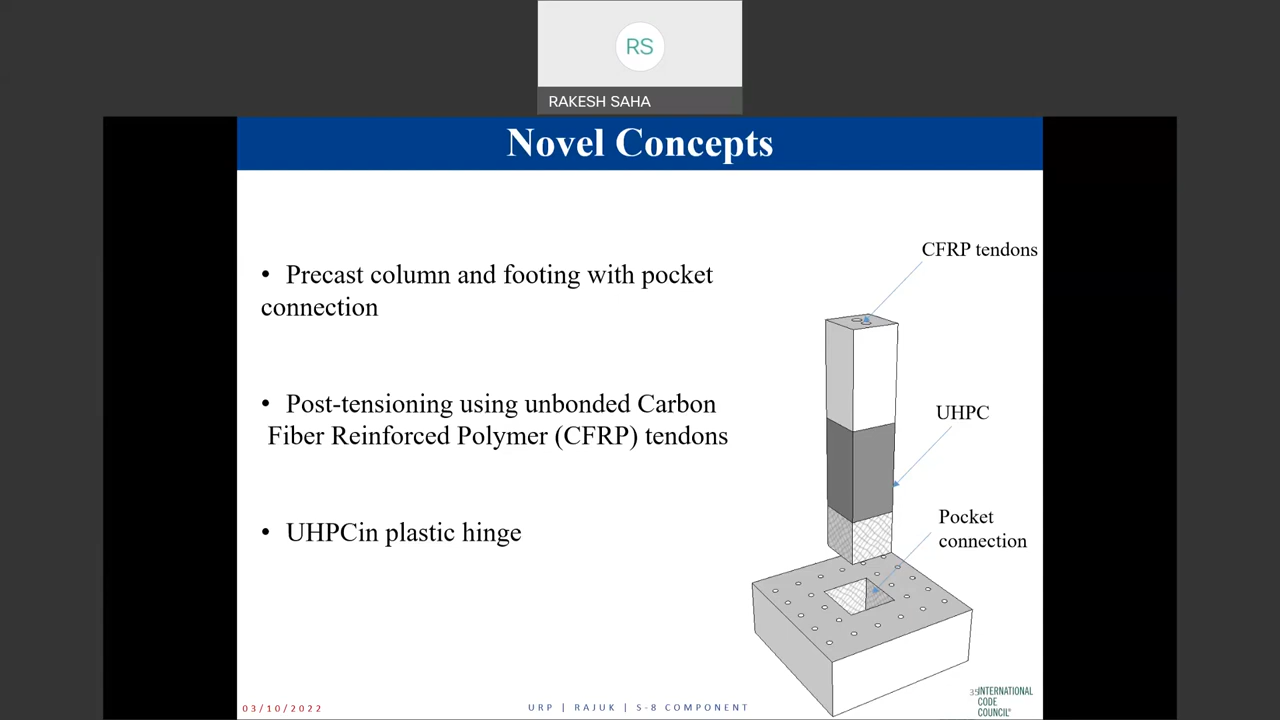 RS
RAKESH SAHA
Novel Concepts
• Precast column and footing with pocket
connection
• Post-tensioning using unbonded Carbon
Fiber Reinforced Polymer (CFRP) tendons
• UHPCin plastic hinge
CFRP tendons
UHPC
Pocket
connection
03/10/2022
URP | RAJUK | S-8 COMPONENT
35
INTERNATIONAL
CODE
COUNCIL®